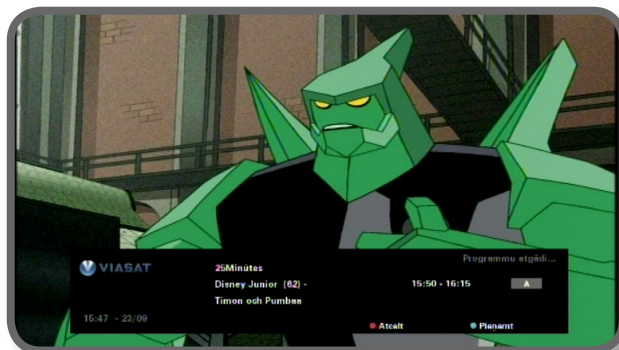 VIASAT
Programmu atgādi...
25Minūtes
Disney Junior (62) - 15:50 - 16:15 A
Timon och Pumbaa
15:47 - 23/09
Atcelt Pieņemt